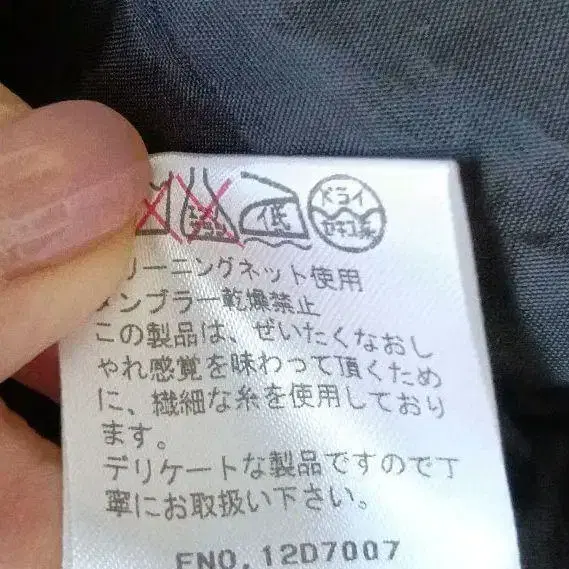 低 ドライ
セキユ系
リーニングネット使用
ンブラー乾燥禁止
この製品は、ぜいたくなおし
ゃれ感覚を味わって頂くため
に、繊細な糸を使用しており
ます。
デリケートな製品ですので丁
寧にお取扱い下さい。
FNO.12D7007